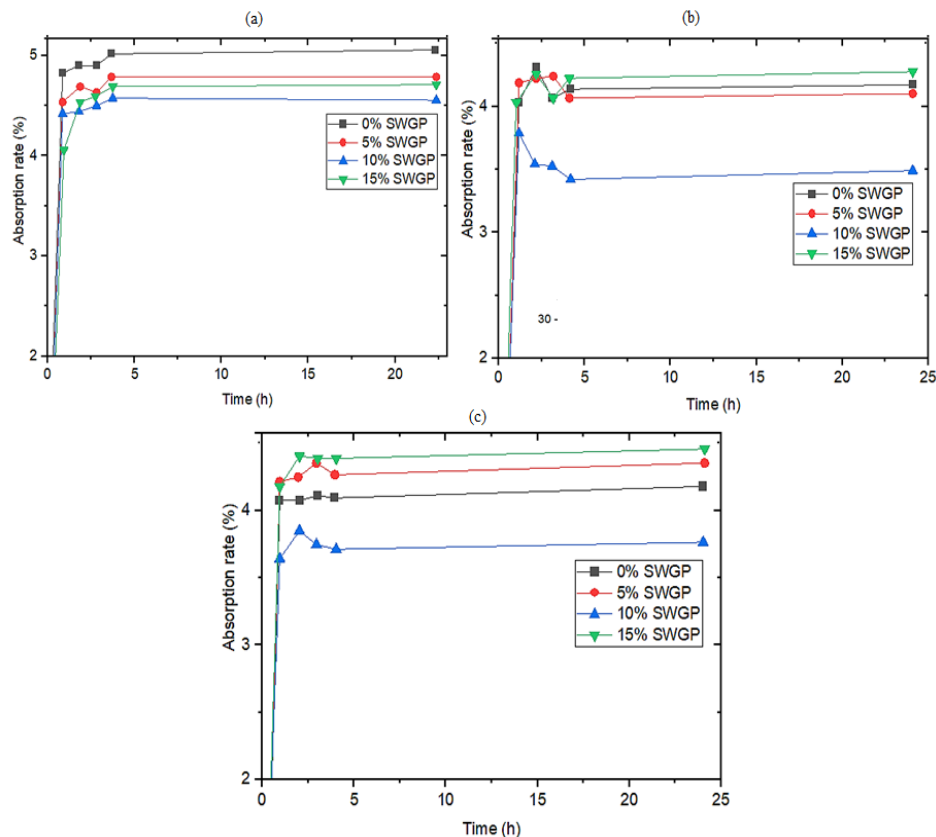 (a)
5
4
3
2
Absorption rate (%)
0% SWGP
5% SWGP
10% SWGP
15% SWGP
0 5 10 15 20
Time (h)
(b)
4
3
2
Absorption rate (%)
0% SWGP
5% SWGP
10% SWGP
15% SWGP
30 -
0 5 10 15 20 25
Time (h)
(c)
4
3
2
Absorption rate (%)
0% SWGP
5% SWGP
10% SWGP
15% SWGP
0 5 10 15 20 25
Time (h)